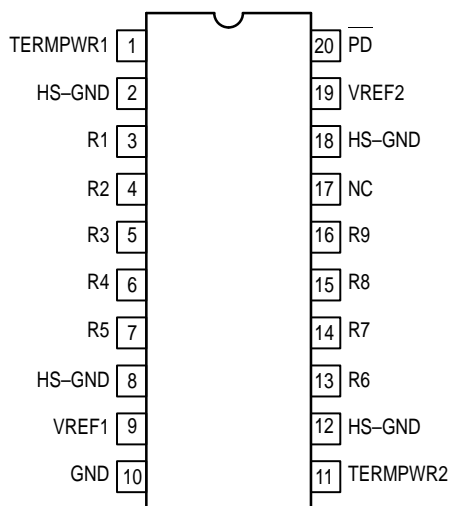 TERMPWR1 1 20 PD
HS–GND 2 19 VREF2
R1 3 18 HS–GND
R2 4 17 NC
R3 5 16 R9
R4 6 15 R8
R5 7 14 R7
HS–GND 8 13 R6
VREF1 9 12 HS–GND
GND 10 11 TERMPWR2